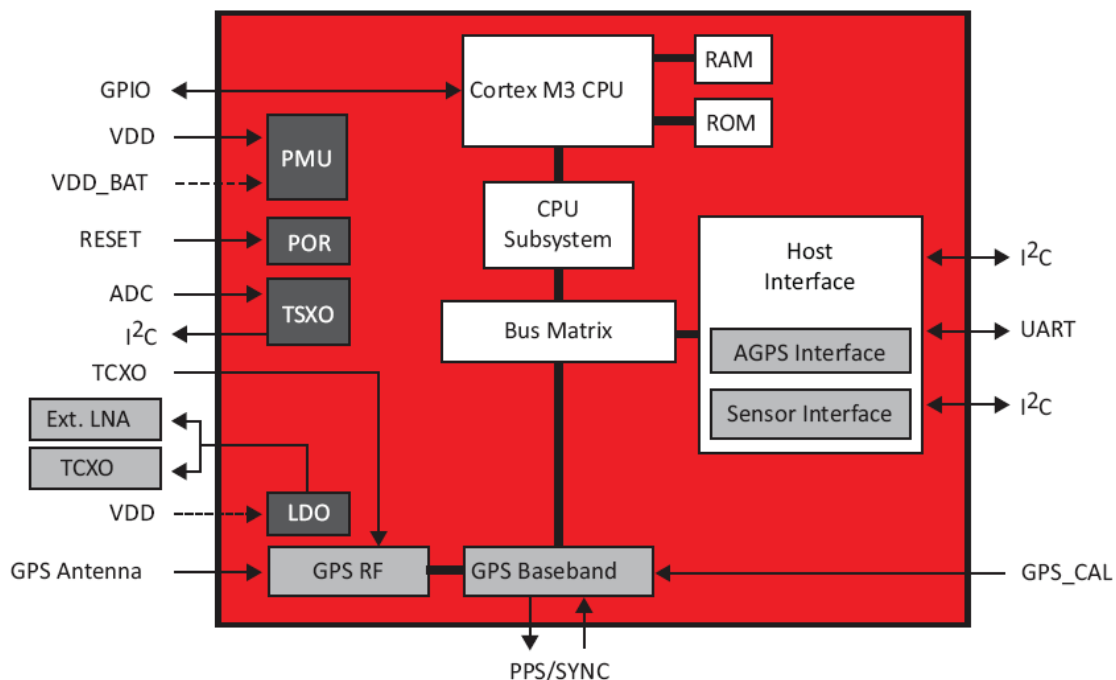 GPIO
VDD
VDD_BAT
RESET
ADC
I²C
TCXO
Ext. LNA
TCXO
VDD
GPS Antenna
PMU
POR
TSXO
LDO
GPS RF
Cortex M3 CPU
RAM
ROM
CPU
Subsystem
Bus Matrix
GPS Baseband
Host
Interface
AGPS Interface
Sensor Interface
I²C
UART
I²C
GPS_CAL
PPS/SYNC